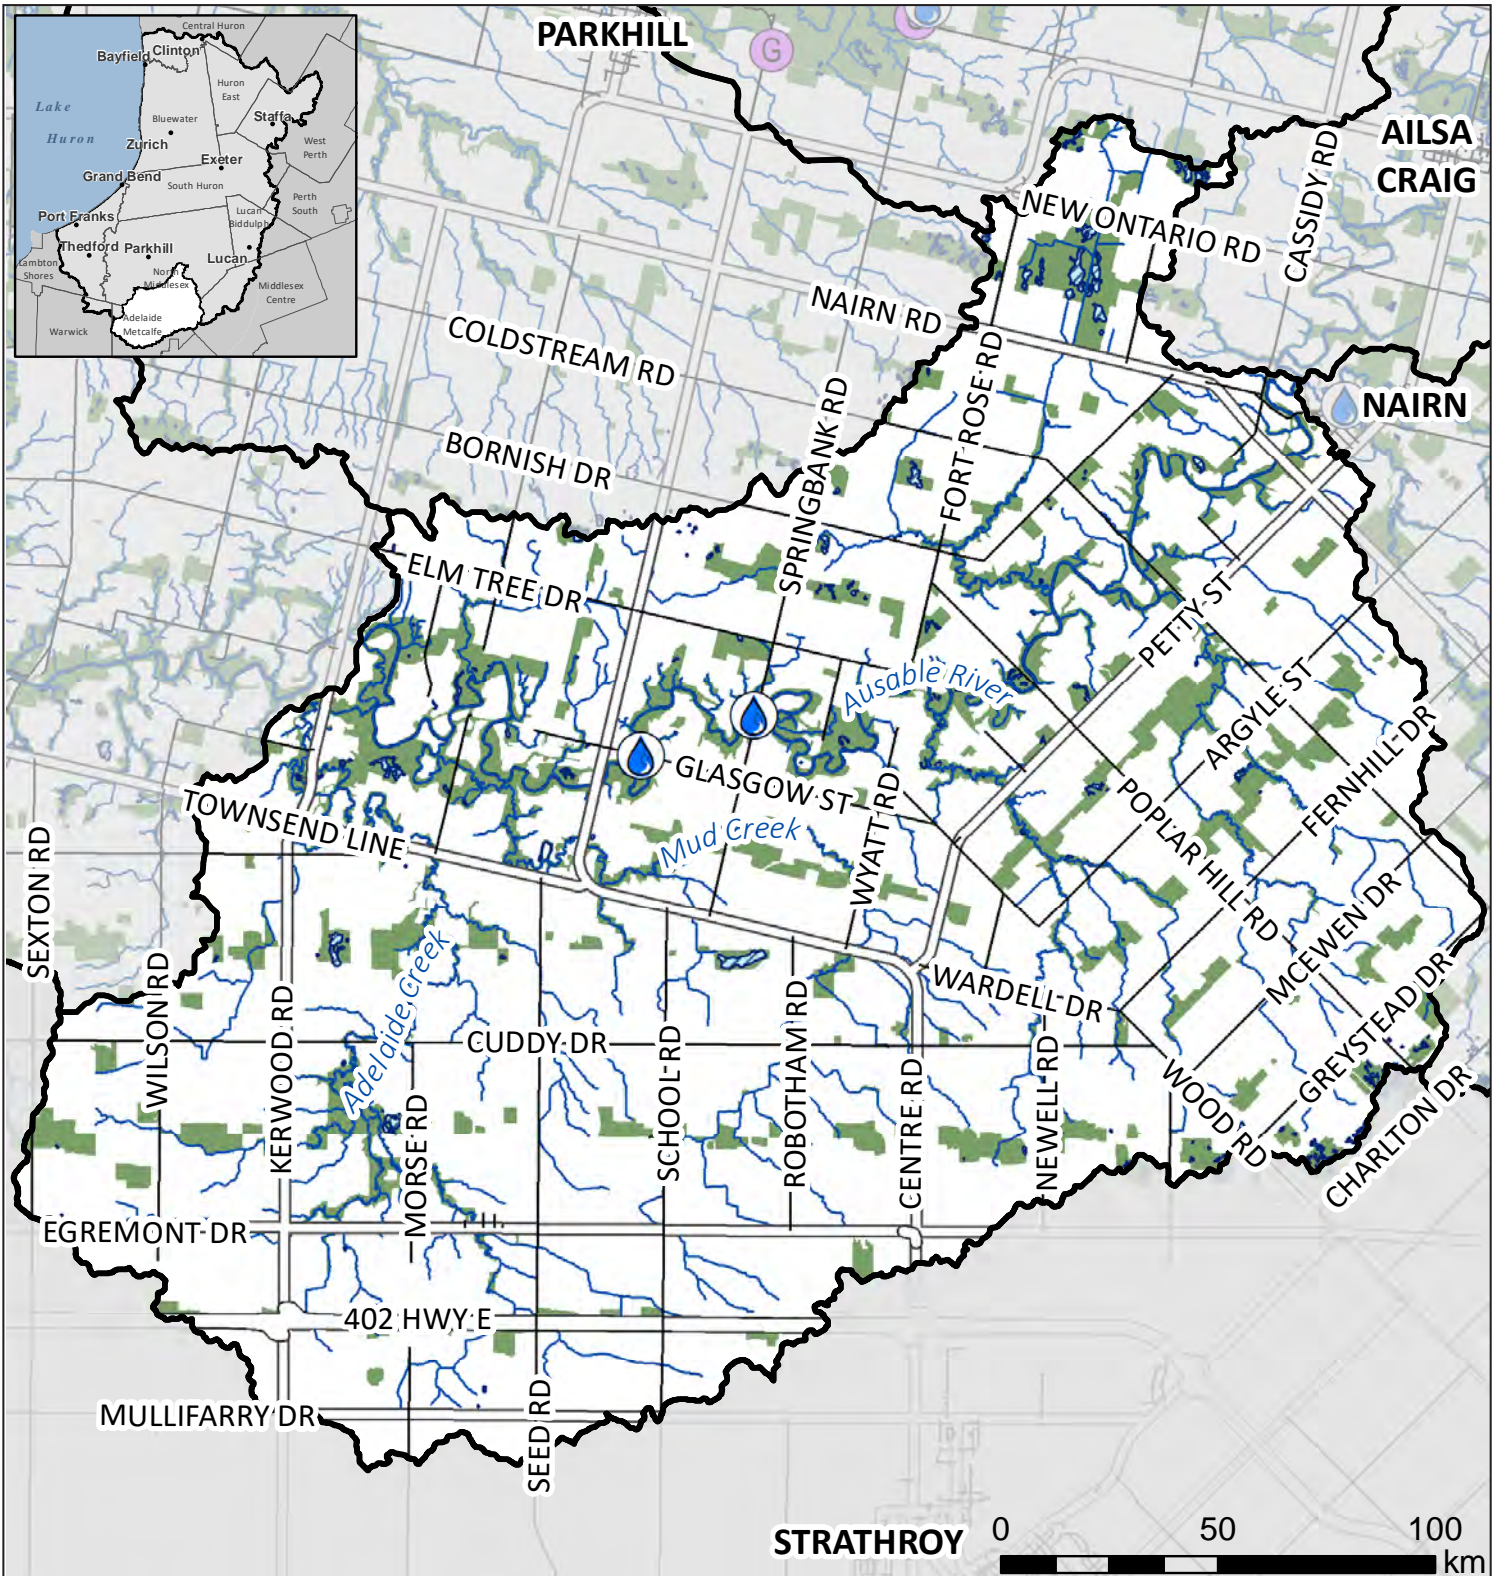 Central Huron
Bayfield
Clinton
Huron
East
Lake
Huron
Staffa
Bluewater
West
Perth
Zurich
Exeter
Grand Bend
South Huron
Perth
South
Port Franks
Lucan
Biddulph
Thedford
Parkhill
Lucan
Lambton
Shores
North
Middlesex
Middlesex
Centre
Adelaide
Metcalfe
Warwick
PARKHILL
G
AILSA
CRAIG
CASSIDY RD
NEW ONTARIO RD
NAIRN RD
COLDSTREAM RD
FORT ROSE RD
SPRINGBANK RD
NAIRN
BORNISH DR
ELM TREE DR
PETTY ST
Ausable River
ARGYLE ST
FERNHILL DR
GLASGOW ST
WYATT RD
POPLAR HILL RD
TOWNSEND LINE
Mud Creek
SEXTON RD
MCEWEN DR
Adelaide Creek
WILSON RD
KERWOOD RD
WARDELL DR
GREYSTEAD DR
CUDDY DR
SCHOOL RD
ROBOTHAM RD
CENTRE RD
NEWELL RD
WOOD RD
CHARLTON DR
MORSE RD
EGREMONT DR
402 HWY E
MULLIFARRY DR
SEED RD
STRATHROY
0 50 100
km